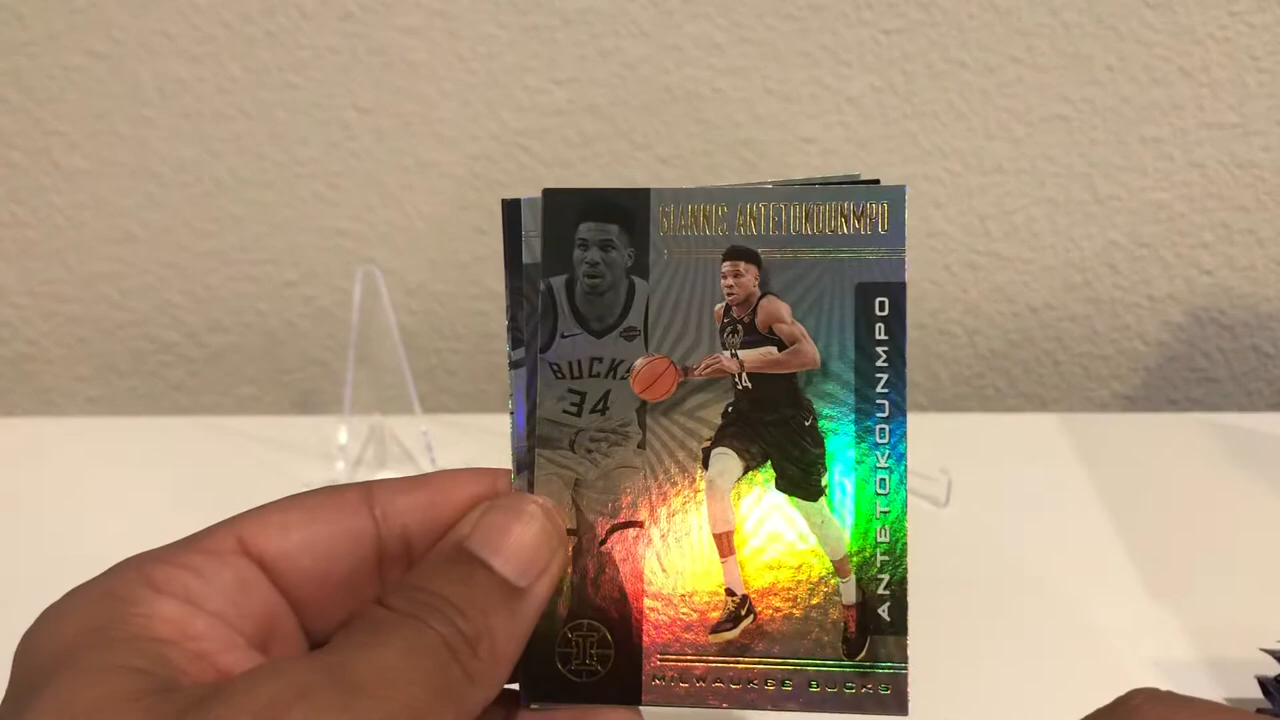 GIANNIS ANTETOKOUNMPO
BUCKS
34
34
ANTETOKOUNMPO
I
MILWAUKEE BUCKS